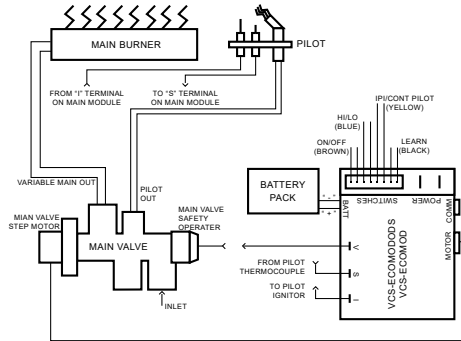 MAIN BURNER
PILOT
FROM "I" TERMINAL
ON MAIN MODULE
TO "S" TERMINAL
ON MAIN MODULE
IPI/CONT PILOT
(YELLOW)
HI/LO
(BLUE)
ON/OFF
(BROWN)
LEARN
(BLACK)
VARIABLE MAIN OUT
PILOT
OUT
BATTERY
PACK
BATT
SWITCHES
POWER
COMM
MOTOR
MAIN VALVE
SAFETY
OPERATER
MIAN VALVE
STEP MOTOR
MAIN VALVE
INLET
FROM PILOT
THERMOCOUPLE
TO PILOT
IGNITOR
V
S
I
VCS-ECOMODODS
VCS-ECOMOD